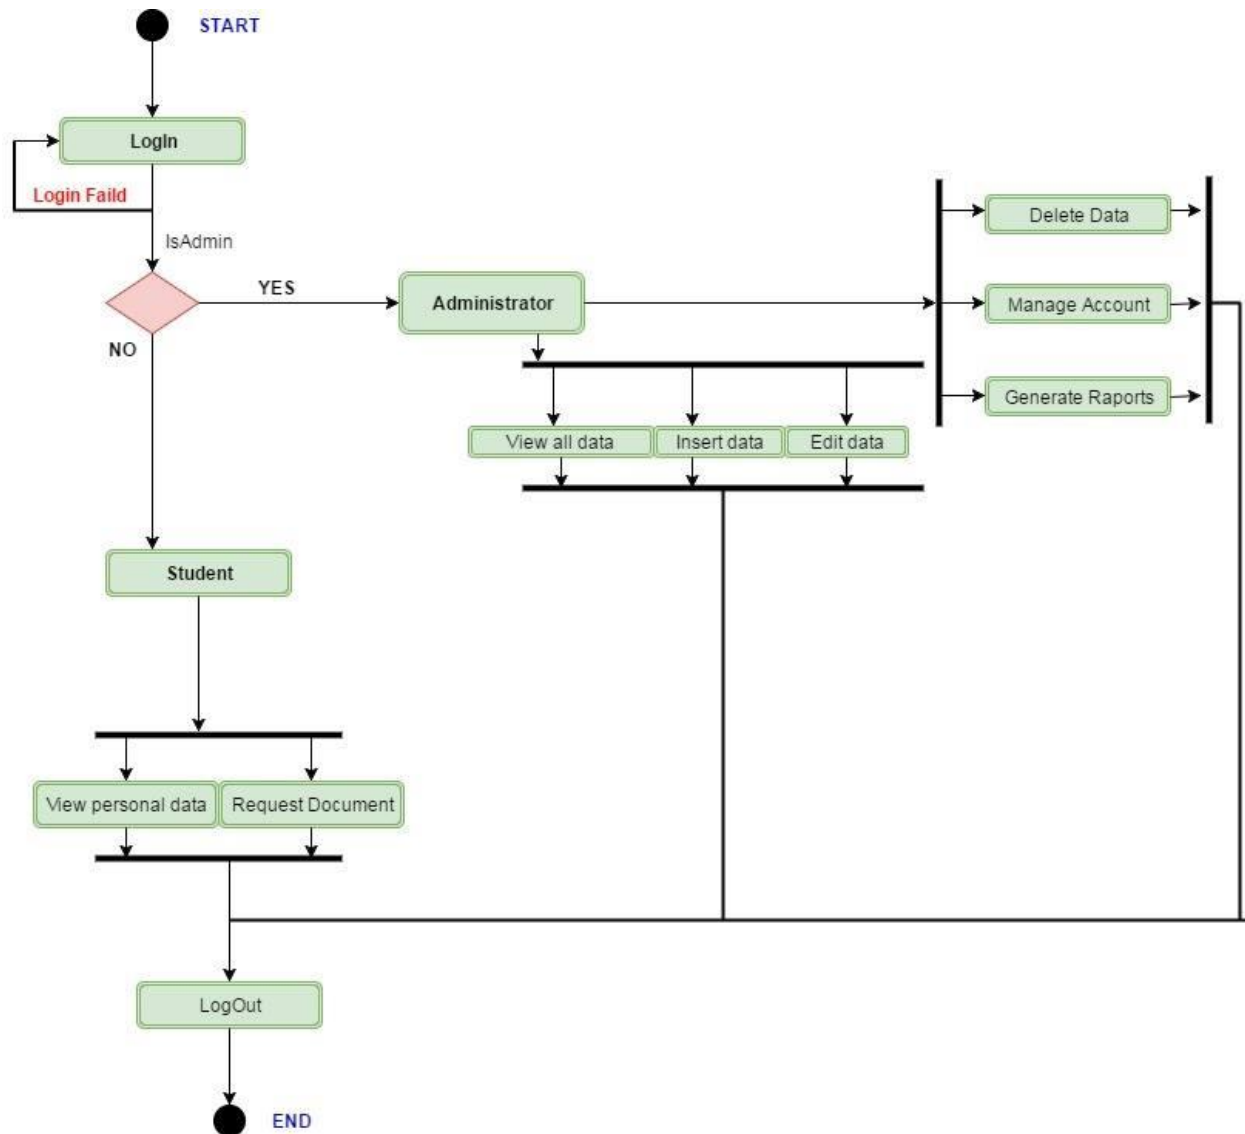 START
LogIn
Login Faild
IsAdmin
YES
NO
Administrator
Delete Data
Manage Account
Generate Raports
View all data
Insert data
Edit data
Student
View personal data
Request Document
LogOut
END